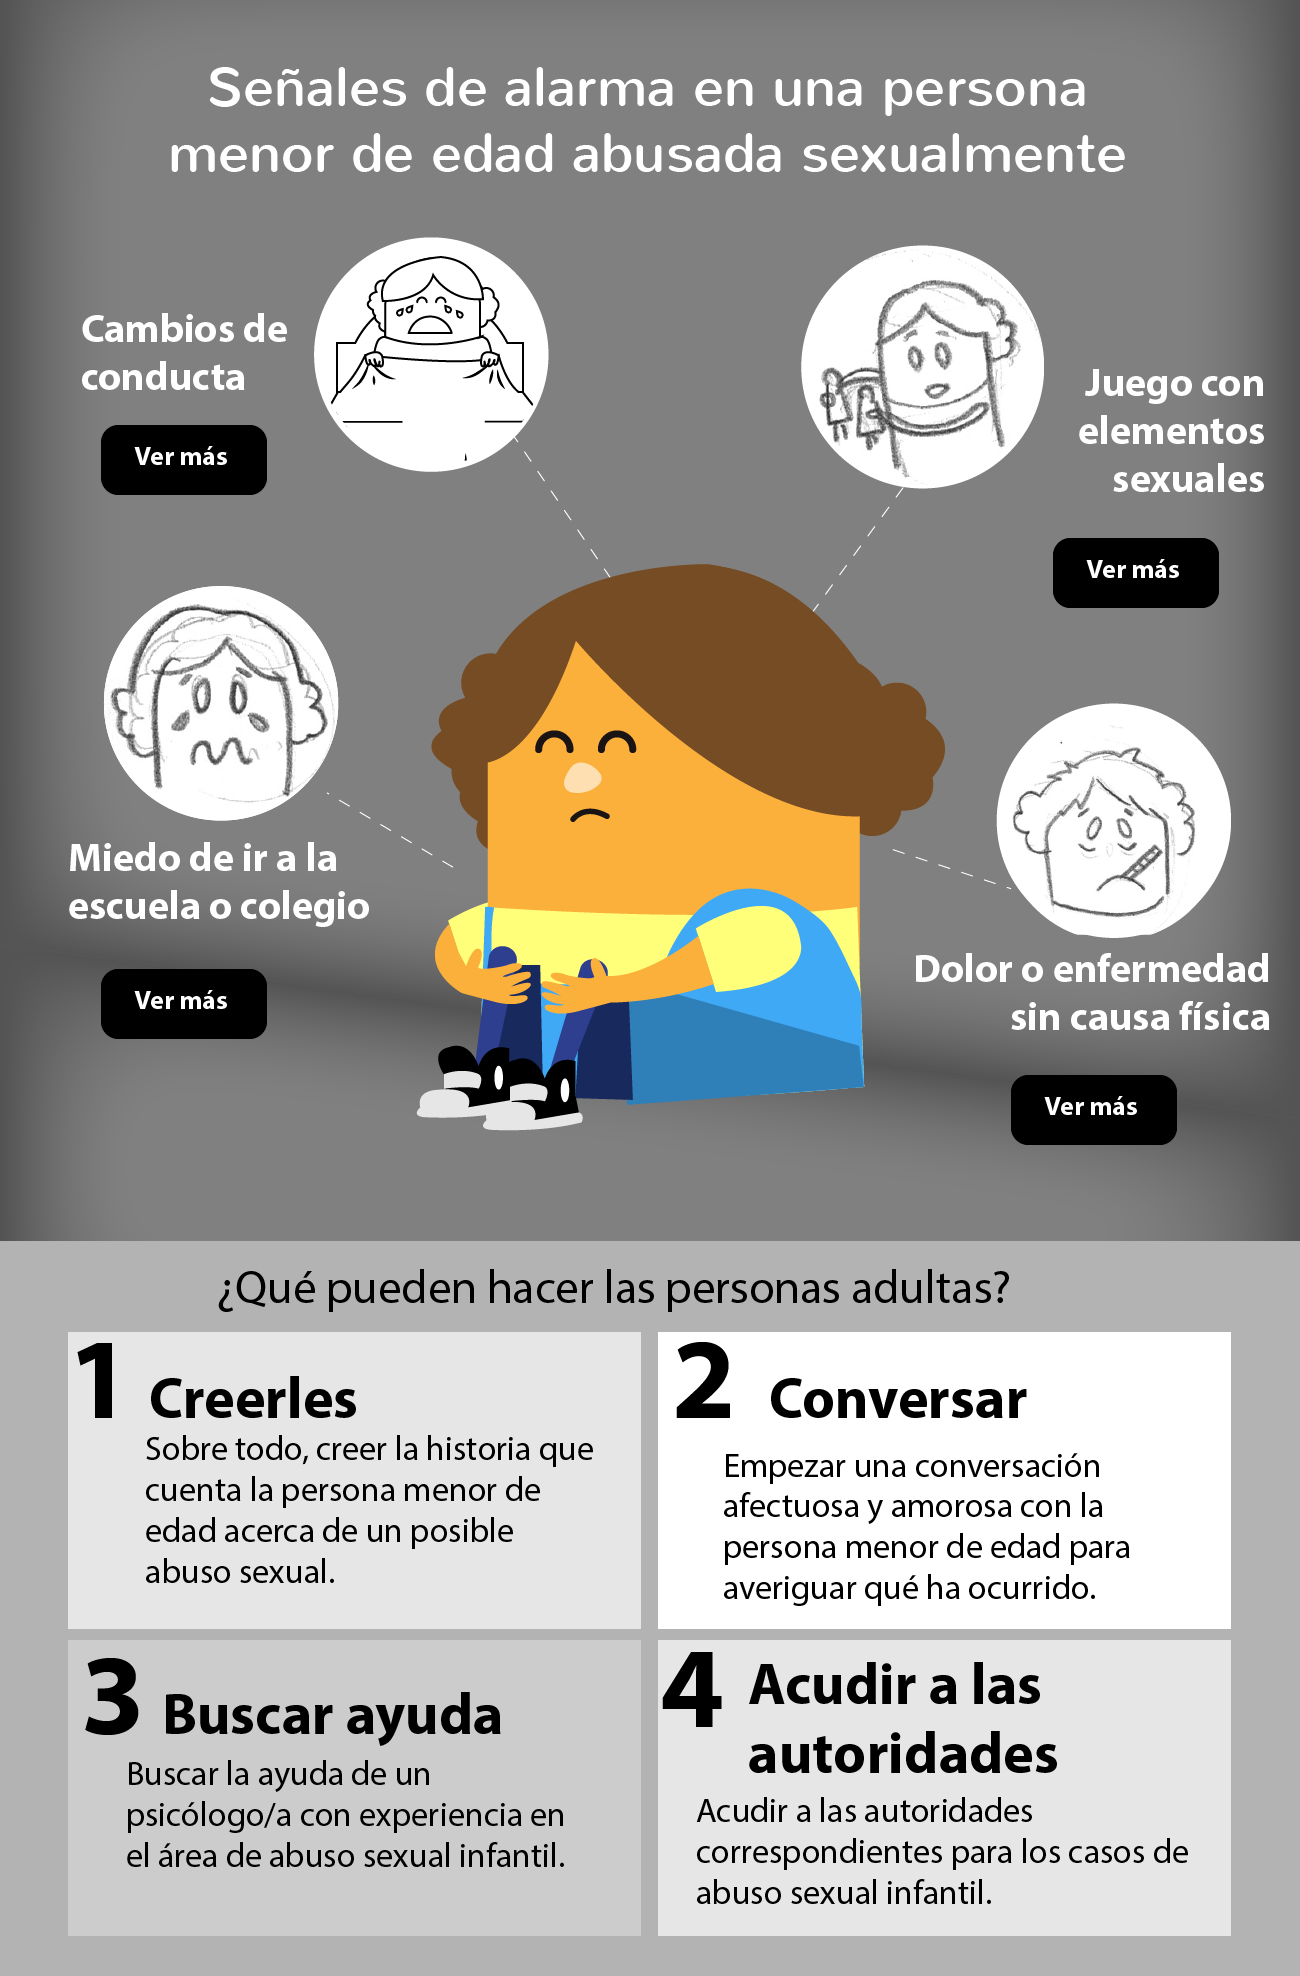 Señales de alarma en una persona
menor de edad abusada sexualmente
Cambios de
conducta
Ver más
Juego con
elementos
sexuales
Ver más
Miedo de ir a la
escuela o colegio
Ver más
Dolor o enfermedad
sin causa física
Ver más
¿Qué pueden hacer las personas adultas?
1 Creerles
Sobre todo, creer la historia que
cuenta la persona menor de
edad acerca de un posible
abuso sexual.
2 Conversar
Empezar una conversación
afectuosa y amorosa con la
persona menor de edad para
averiguar qué ha ocurrido.
3 Buscar ayuda
Buscar la ayuda de un
psicólogo/a con experiencia en
el área de abuso sexual infantil.
4 Acudir a las
autoridades
Acudir a las autoridades
correspondientes para los casos de
abuso sexual infantil.